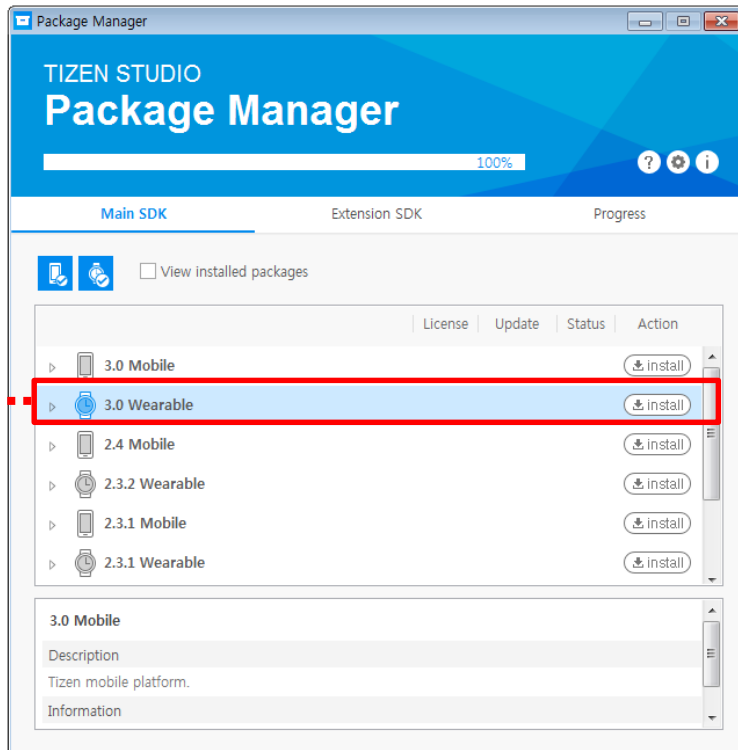 Package Manager
TIZEN STUDIO
Package Manager
100%
Main SDK Extension SDK Progress
View installed packages
License Update Status Action
3.0 Mobile install
3.0 Wearable install
2.4 Mobile install
2.3.2 Wearable install
2.3.1 Mobile install
2.3.1 Wearable install
3.0 Mobile
Description
Tizen mobile platform.
Information